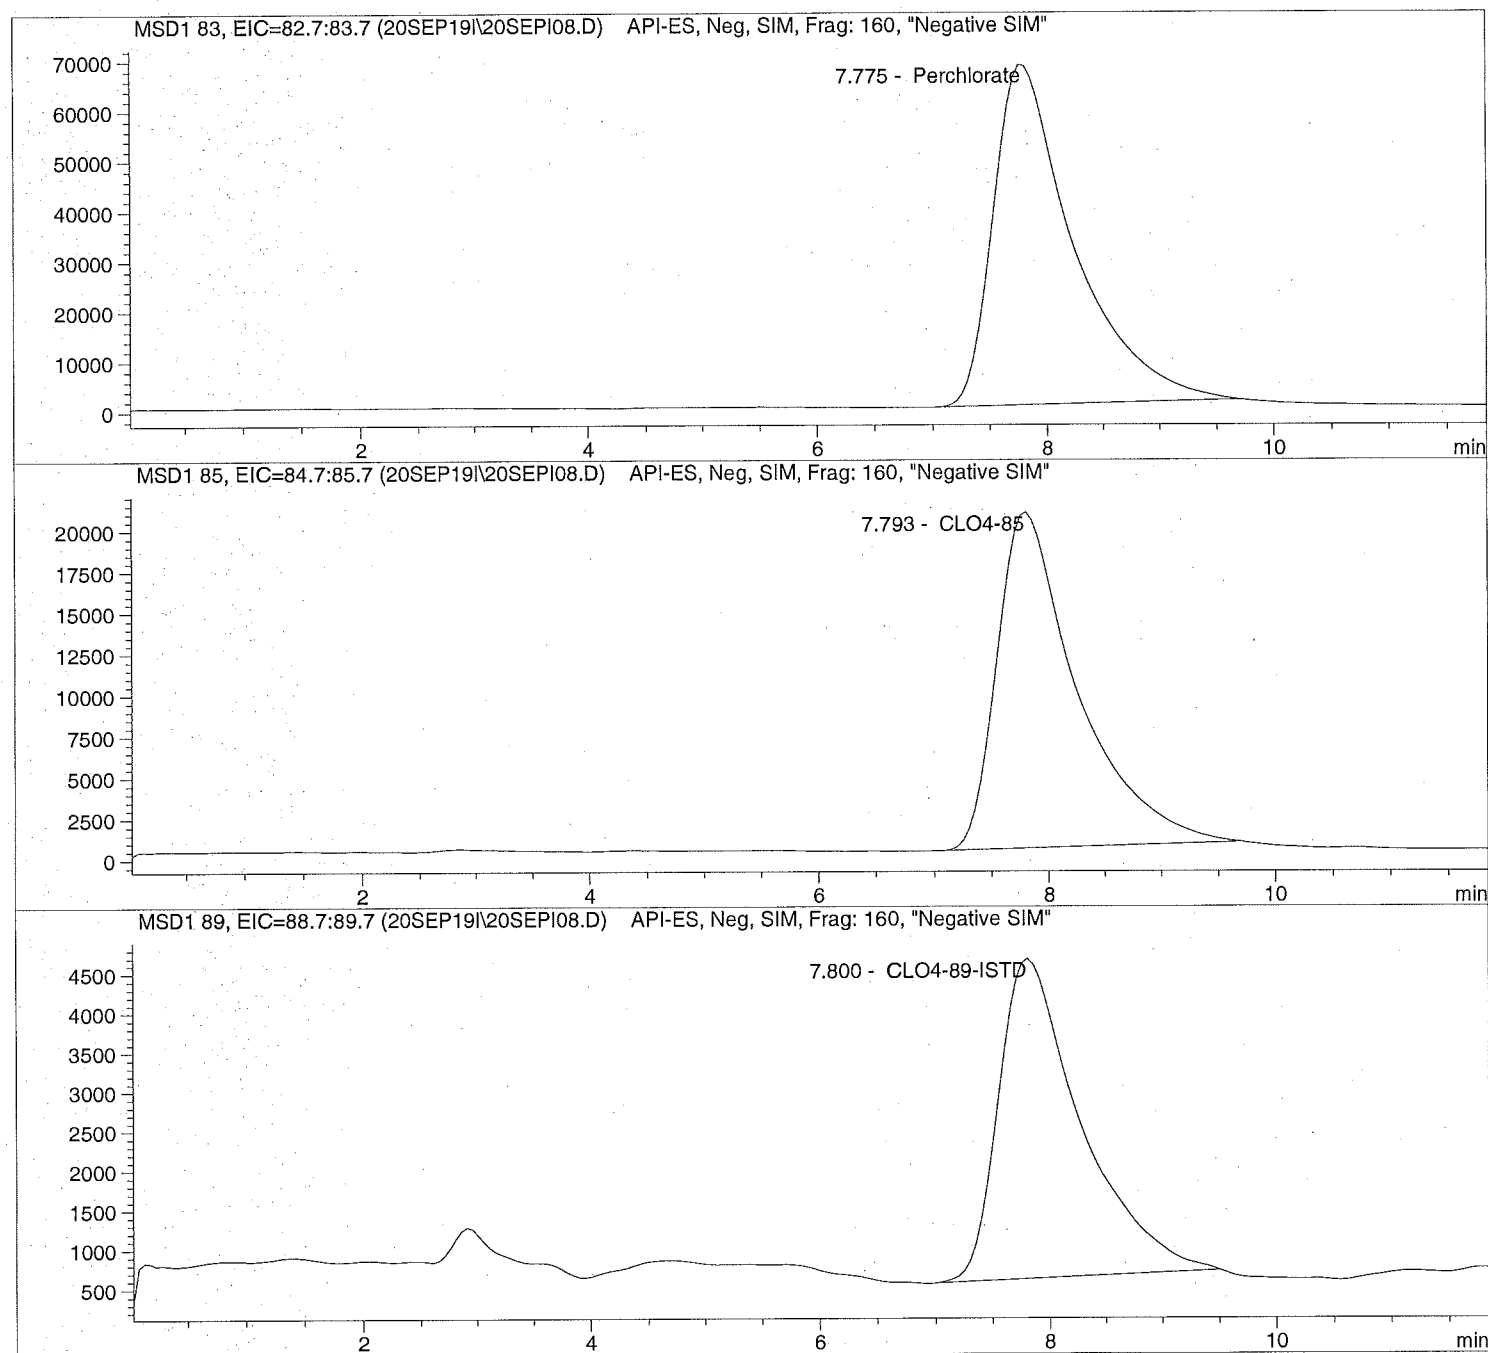 MSD1 83, EIC=82.7:83.7 (20SEP19I\20SEPI08.D) API-ES, Neg, SIM, Frag: 160, "Negative SIM"
70000
7.775 - Perchlorate
60000
50000
40000
30000
20000
10000
0
2 4 6 8 10 min
MSD1 85, EIC=84.7:85.7 (20SEP19I\20SEPI08.D) API-ES, Neg, SIM, Frag: 160, "Negative SIM"
7.793 - CLO4-85
20000
17500
15000
12500
10000
7500
5000
2500
0
2 4 6 8 10 min
MSD1 89, EIC=88.7:89.7 (20SEP19I\20SEPI08.D) API-ES, Neg, SIM, Frag: 160, "Negative SIM"
7.800 - CLO4-89-ISTD
4500
4000
3500
3000
2500
2000
1500
1000
500
2 4 6 8 10 min